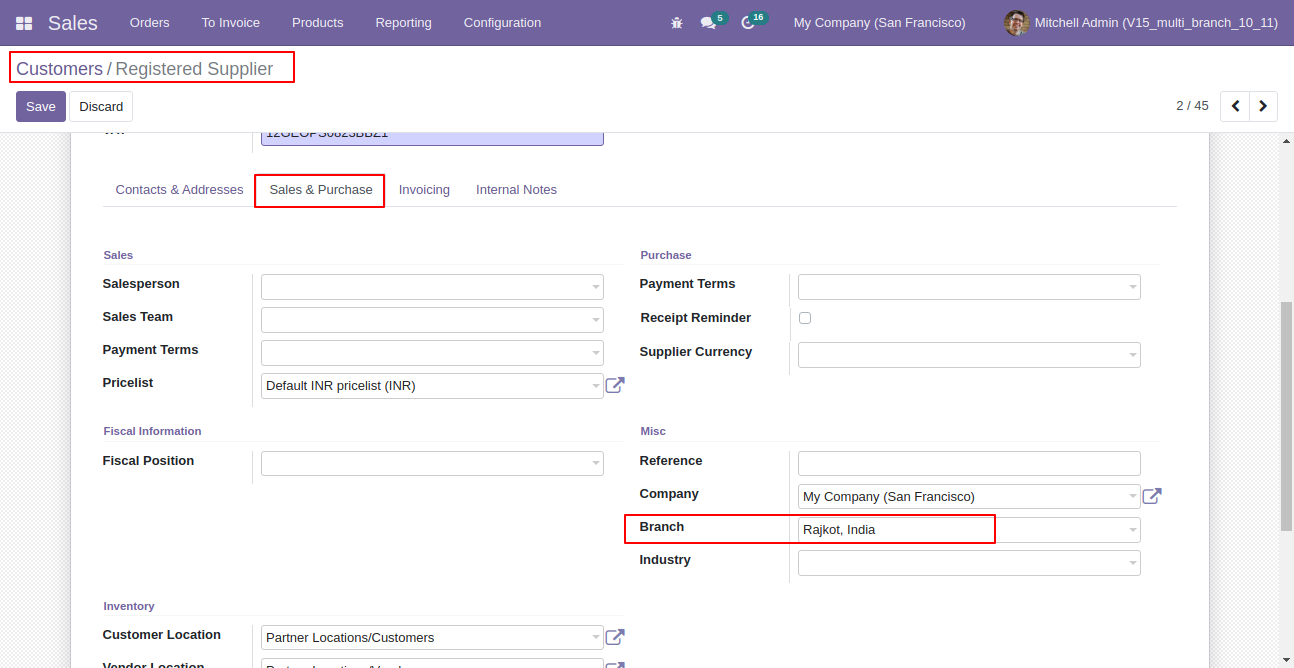 Sales Orders To Invoice Products Reporting Configuration 5 16 My Company (San Francisco) Mitchell Admin (V15_multi_branch_10_11)
Customers / Registered Supplier
Save Discard 2 / 45
Contacts & Addresses Sales & Purchase Invoicing Internal Notes
Sales Purchase
Salesperson Payment Terms
Sales Team Receipt Reminder
Payment Terms Supplier Currency
Pricelist Default INR pricelist (INR)
Fiscal Information Misc
Fiscal Position Reference
Company My Company (San Francisco)
Branch Rajkot, India
Industry
Inventory
Customer Location Partner Locations/Customers
Vendor Location